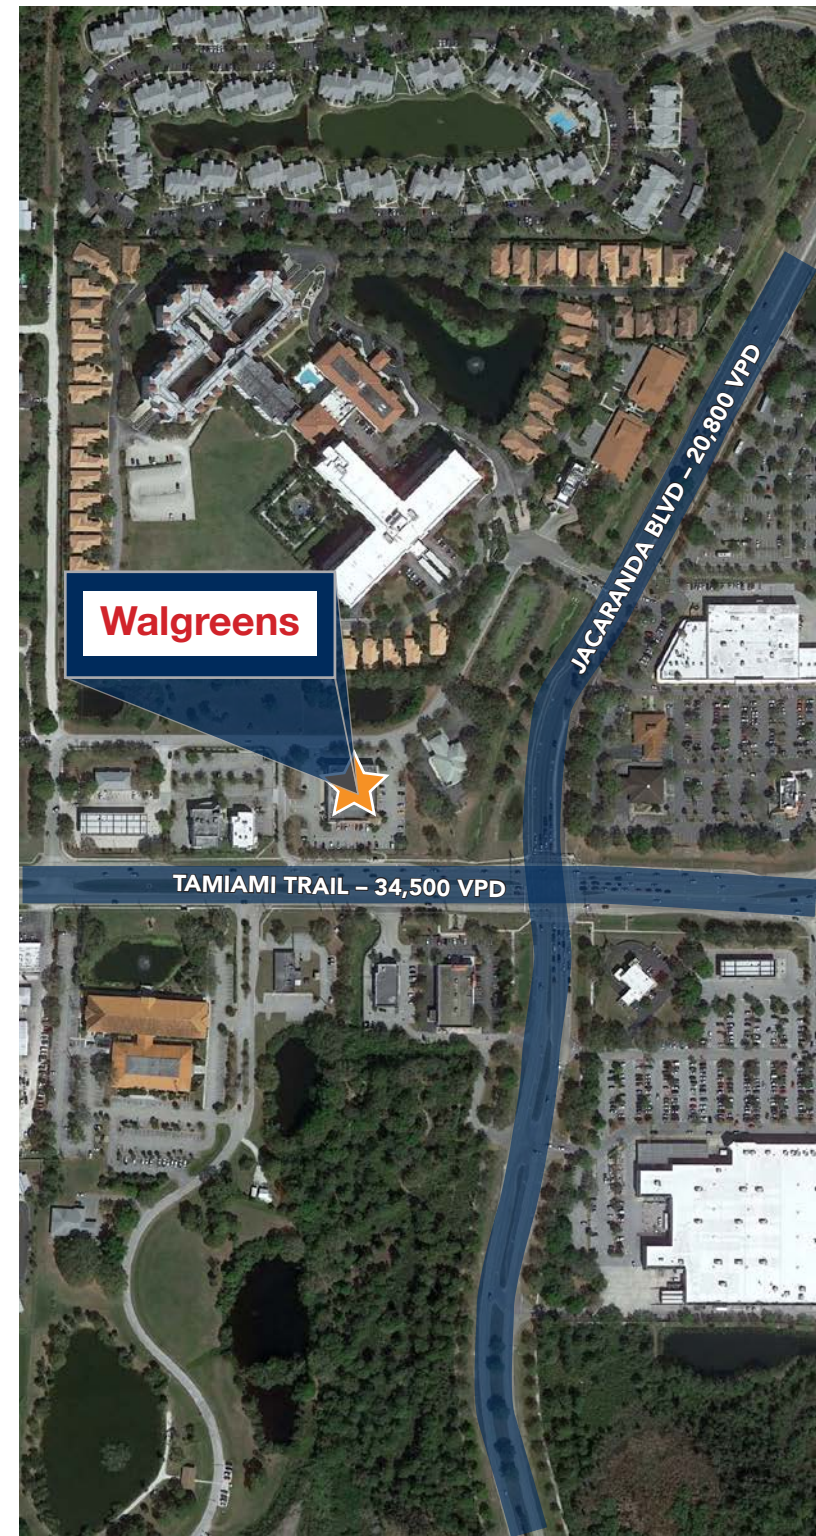 JACARANDA BLVD – 20,800 VPD
Walgreens
TAMIAMI TRAIL – 34,500 VPD